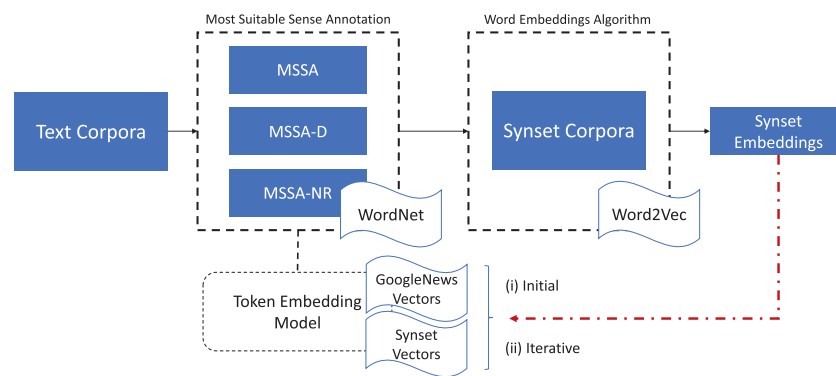 Most Suitable Sense Annotation
Word Embeddings Algorithm
MSSA
Text Corpora
MSSA-D
Synset Corpora
Synset
Embeddings
MSSA-NR
WordNet
Word2Vec
Token Embedding
Model
GoogleNews
Vectors
(i) Initial
Synset
Vectors
(ii) Iterative